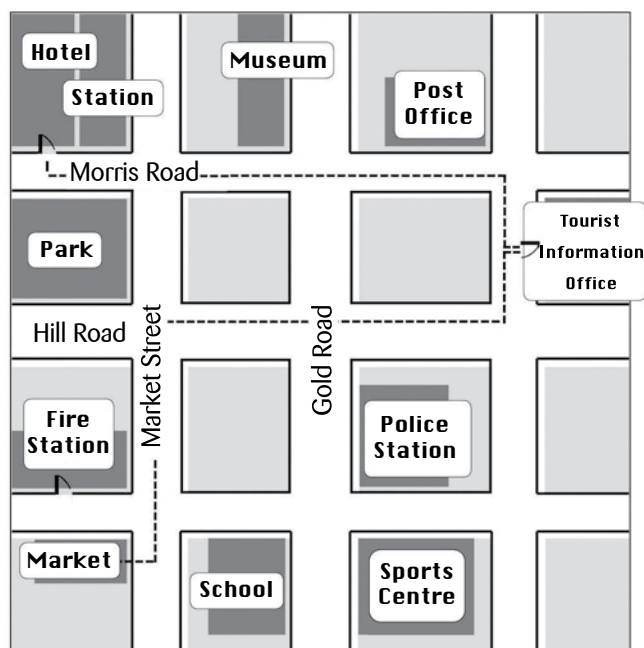 Hotel
Station
Museum
Post
Office
Morris Road
Park
Tourist
Information
Office
Hill Road
Market Street
Gold Road
Fire
Station
Police
Station
Market
School
Sports
Centre